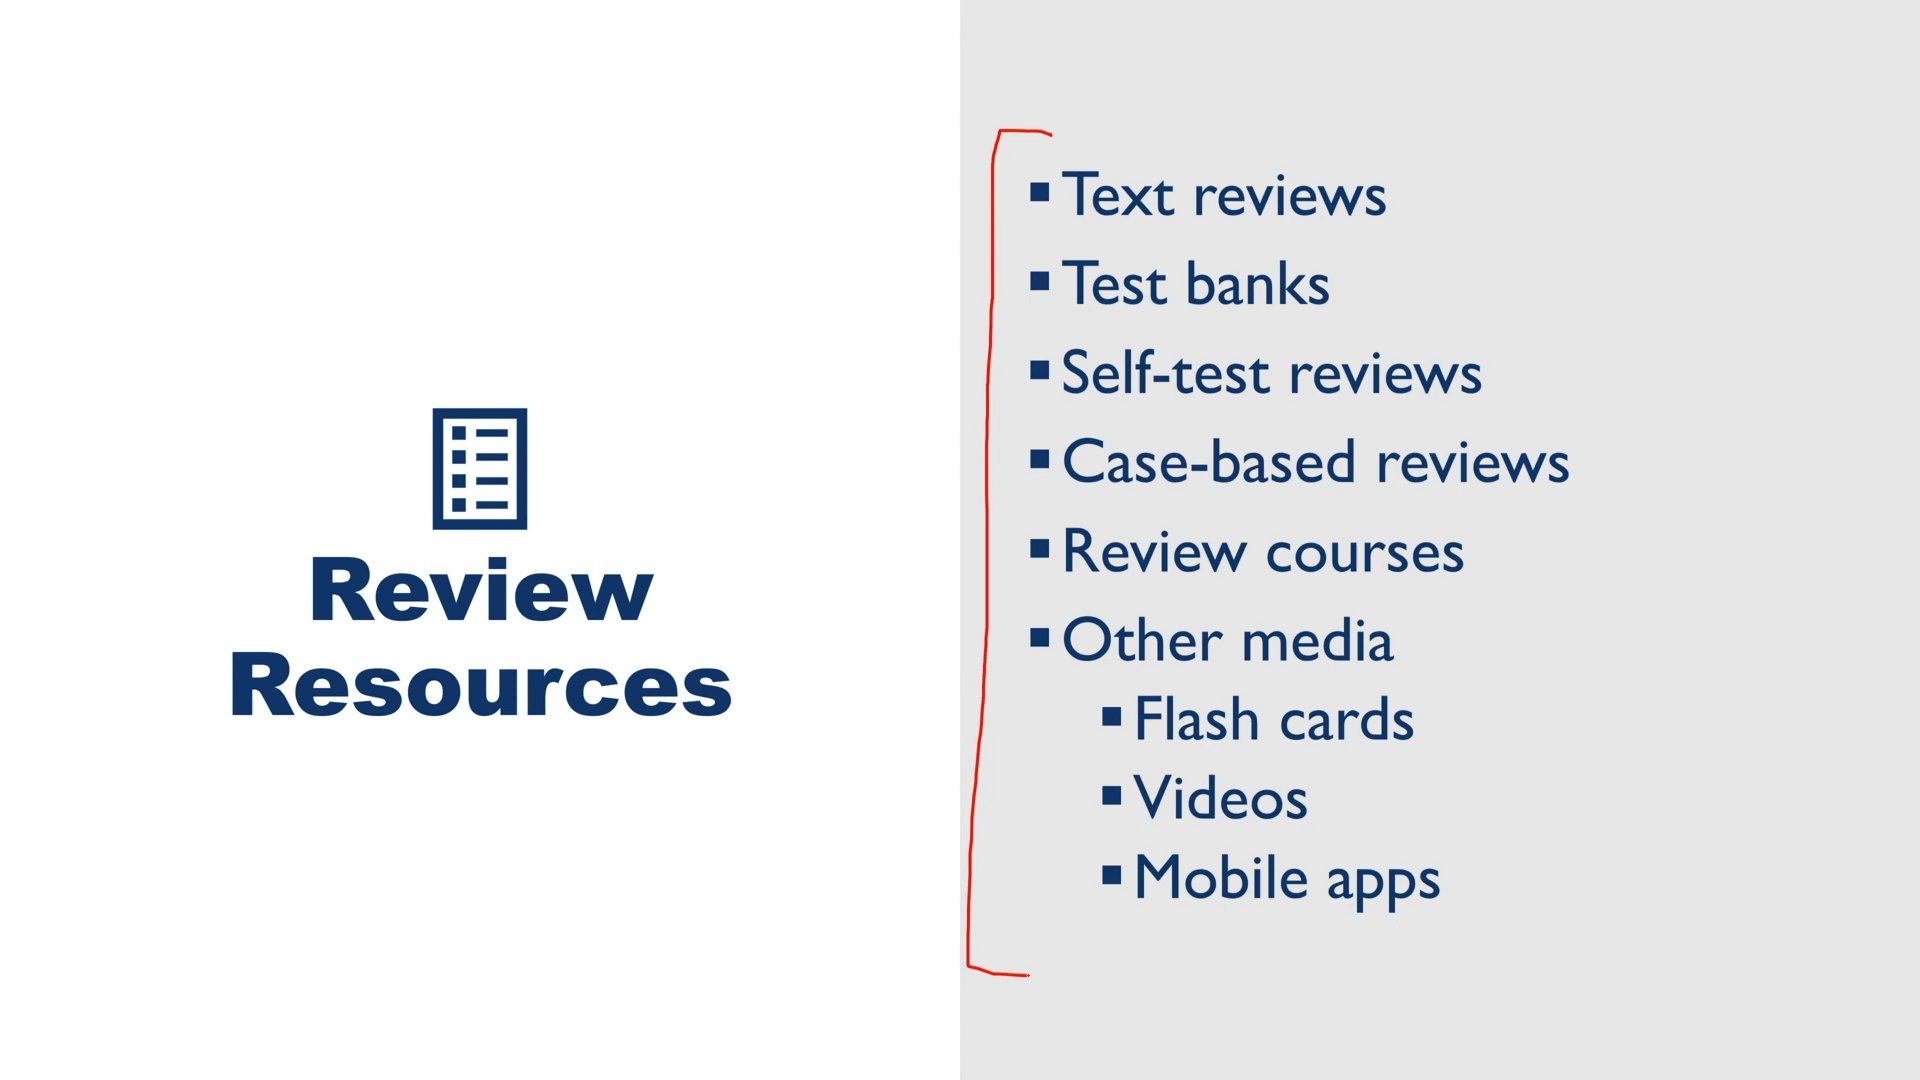 Review
Resources
Text reviews
Test banks
Self-test reviews
Case-based reviews
Review courses
Other media
Flash cards
Videos
Mobile apps